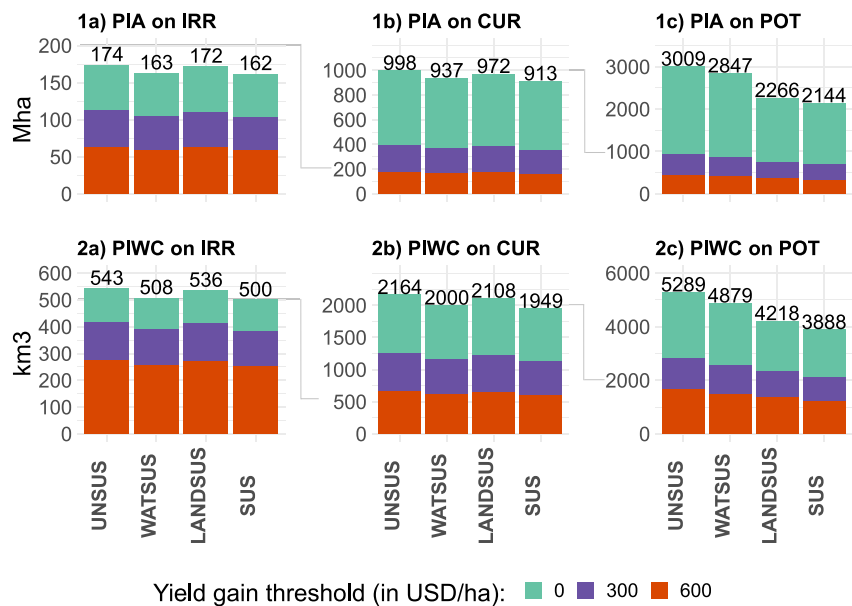 1a) PIA on IRR
1b) PIA on CUR
1c) PIA on POT
Mha
200
150
100
50
0
174
163
172
162
1000
800
600
400
200
0
998
937
972
913
3000
2000
1000
0
3009
2847
2266
2144
2a) PIWC on IRR
2b) PIWC on CUR
2c) PIWC on POT
km3
600
500
400
300
200
100
0
543
508
536
500
2000
1500
1000
500
0
2164
2000
2108
1949
6000
4000
2000
0
5289
4879
4218
3888
UNSUS
WATSUS
LANDSUS
SUS
UNSUS
WATSUS
LANDSUS
SUS
UNSUS
WATSUS
LANDSUS
SUS
Yield gain threshold (in USD/ha): 0 300 600